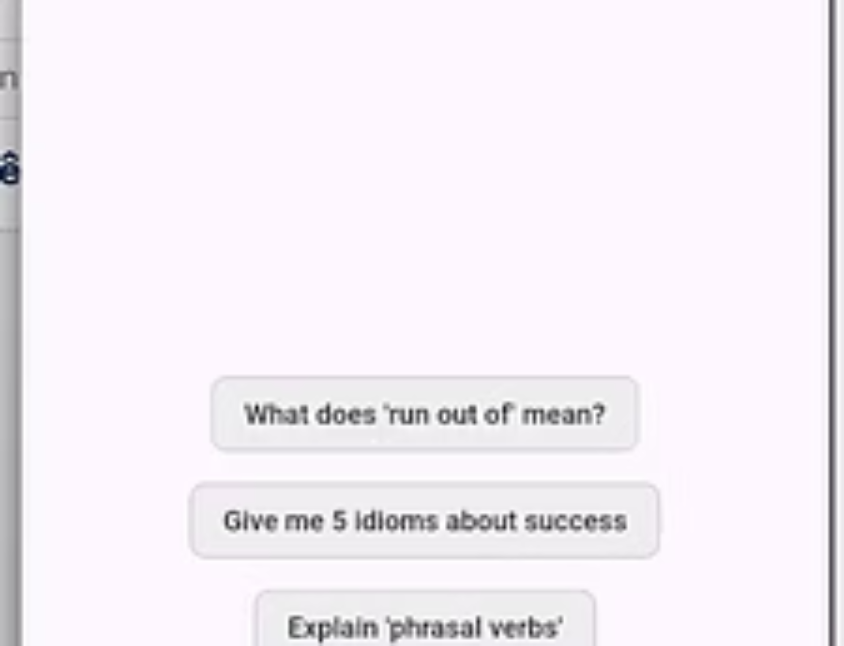 n
ê
What does 'run out of' mean?
Give me 5 idioms about success
Explain 'phrasal verbs'